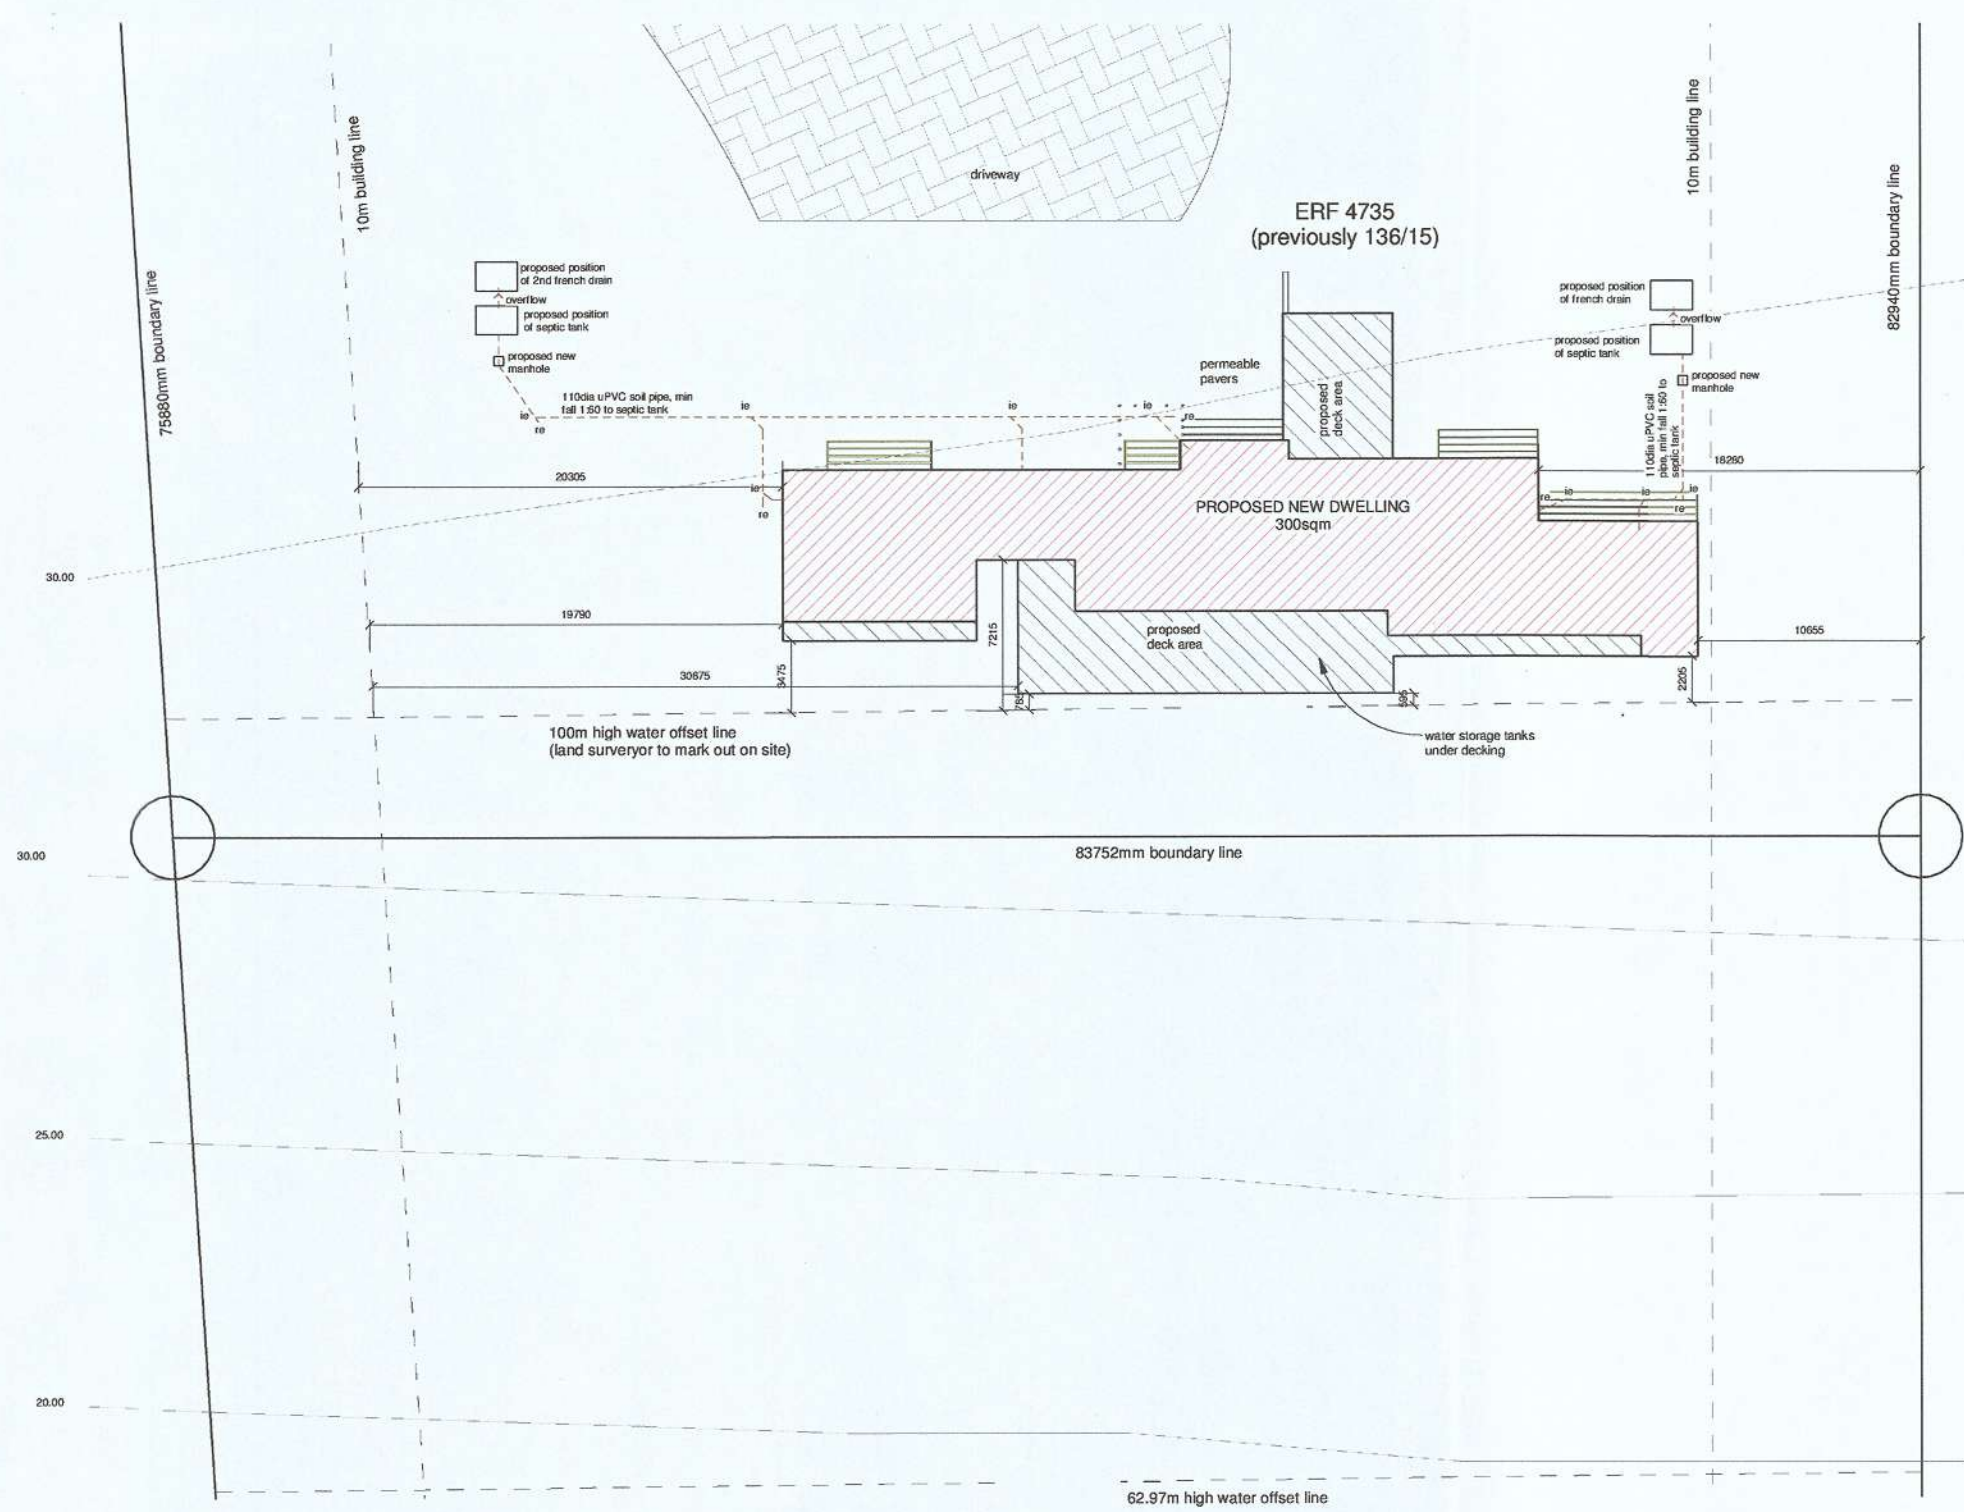 10m building line
10m building line
driveway
82940mm boundary line
ERF 4735
(previously 136/15)
75880mm boundary line
proposed position
of 2nd french drain
overflow
proposed position
of septic tank
proposed new
manhole
proposed position
of french drain
overflow
proposed position
of septic tank
proposed new
manhole
permeable
pavers
proposed
deck area
110dia uPVC soil pipe, min
fall 1:60 to septic tank
ie
ie
ie
ie
re
re
110dia uPVC soil
pipe, min fall 1:60 to
septic tank
18260
20305
ie
re
PROPOSED NEW DWELLING
300sqm
re
ie
ie
ie
re
30.00
19790
7215
proposed
deck area
10655
30675
3475
785
595
2205
100m high water offset line
(land surveryor to mark out on site)
water storage tanks
under decking
30.00
83752mm boundary line
25.00
20.00
62.97m high water offset line